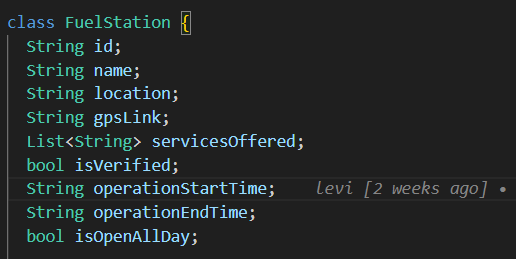 class FuelStation {
String id;
String name;
String location;
String gpsLink;
List<String> servicesOffered;
bool isVerified;
String operationStartTime; levi [2 weeks ago] •
String operationEndTime;
bool isOpenAllDay;